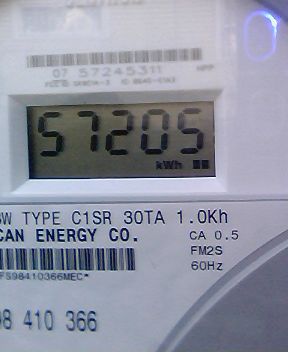 07 57245311
57205
kWh
W TYPE C1SR 30TA 1.0Kh
CAN ENERGY CO.
CA 0.5
FM2S
60Hz
FS98410366MEC*
98 410 366